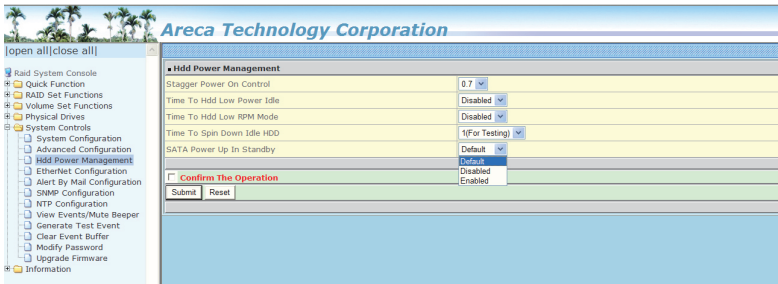 Areca Technology Corporation
|open all|close all|
Raid System Console
Quick Function
RAID Set Functions
Volume Set Functions
Physical Drives
System Controls
System Configuration
Advanced Configuration
Hdd Power Management
EtherNet Configuration
Alert By Mail Configuration
SNMP Configuration
NTP Configuration
View Events/Mute Beeper
Generate Test Event
Clear Event Buffer
Modify Password
Upgrade Firmware
Information
Hdd Power Management
Stagger Power On Control 0.7
Time To Hdd Low Power Idle Disabled
Time To Hdd Low RPM Mode Disabled
Time To Spin Down Idle HDD 1(For Testing)
SATA Power Up In Standby Default
Default
Disabled
Enabled
Confirm The Operation
Submit Reset